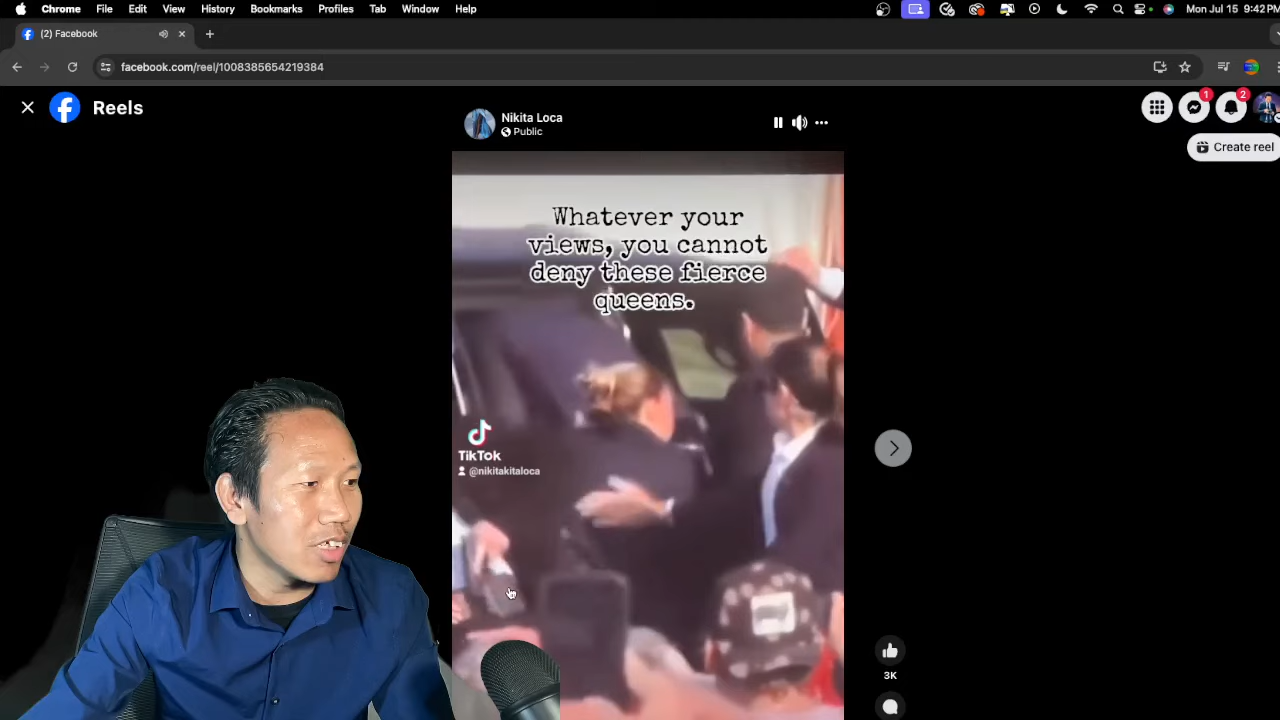 Chrome File Edit View History Bookmarks Profiles Tab Window Help Mon Jul 15 9:42 PM
(2) Facebook
facebook.com/reel/1008385654219384
Reels
1 2
Create reel
Nikita Loca
Public
Whatever your
views, you cannot
deny these fierce
queens.
TikTok
@nikitakitaloca
3K